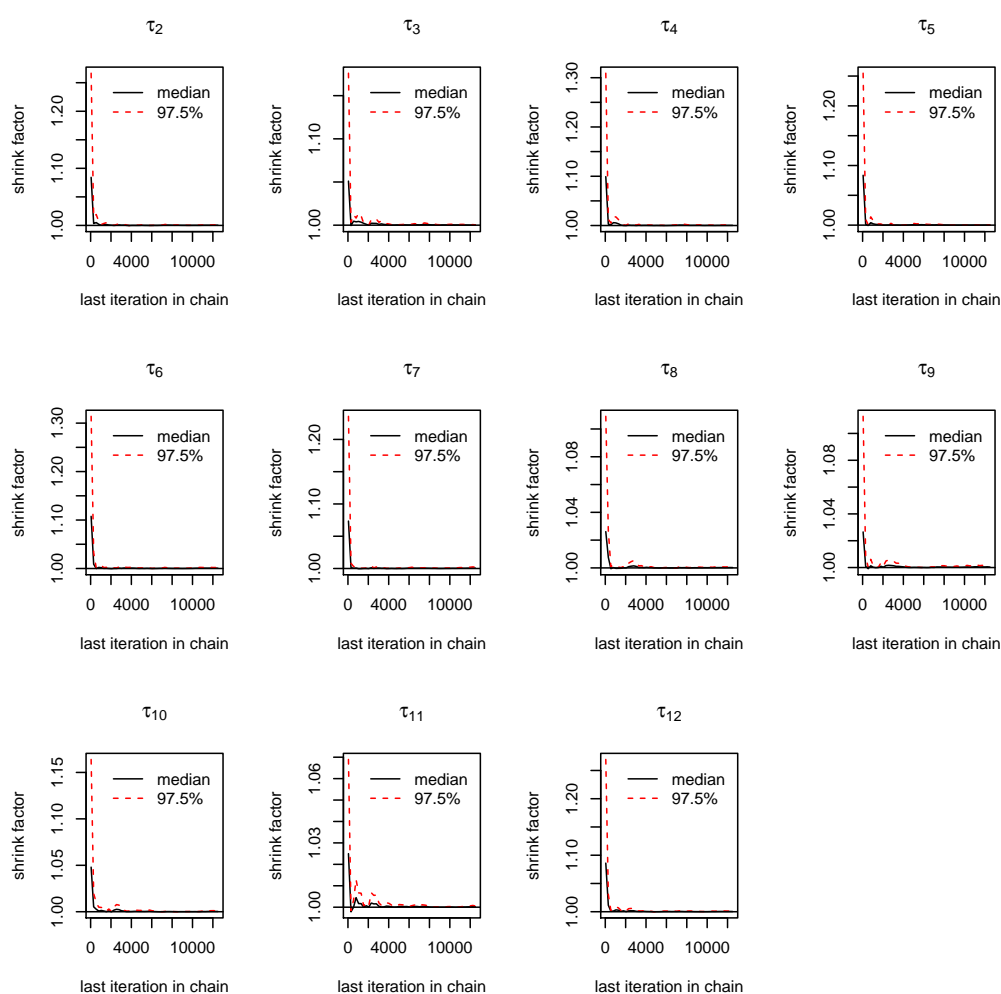 τ2
shrink factor
1.00 1.10 1.20
median
97.5%
0 4000 10000
last iteration in chain
τ3
shrink factor
1.00 1.10
median
97.5%
0 4000 10000
last iteration in chain
τ4
shrink factor
1.00 1.10 1.20 1.30
median
97.5%
0 4000 10000
last iteration in chain
τ5
shrink factor
1.00 1.10 1.20
median
97.5%
0 4000 10000
last iteration in chain
τ6
shrink factor
1.00 1.10 1.20 1.30
median
97.5%
0 4000 10000
last iteration in chain
τ7
shrink factor
1.00 1.10 1.20
median
97.5%
0 4000 10000
last iteration in chain
τ8
shrink factor
1.00 1.04 1.08
median
97.5%
0 4000 10000
last iteration in chain
τ9
shrink factor
1.00 1.04 1.08
median
97.5%
0 4000 10000
last iteration in chain
τ10
shrink factor
1.00 1.05 1.10 1.15
median
97.5%
0 4000 10000
last iteration in chain
τ11
shrink factor
1.00 1.03 1.06
median
97.5%
0 4000 10000
last iteration in chain
τ12
shrink factor
1.00 1.10 1.20
median
97.5%
0 4000 10000
last iteration in chain